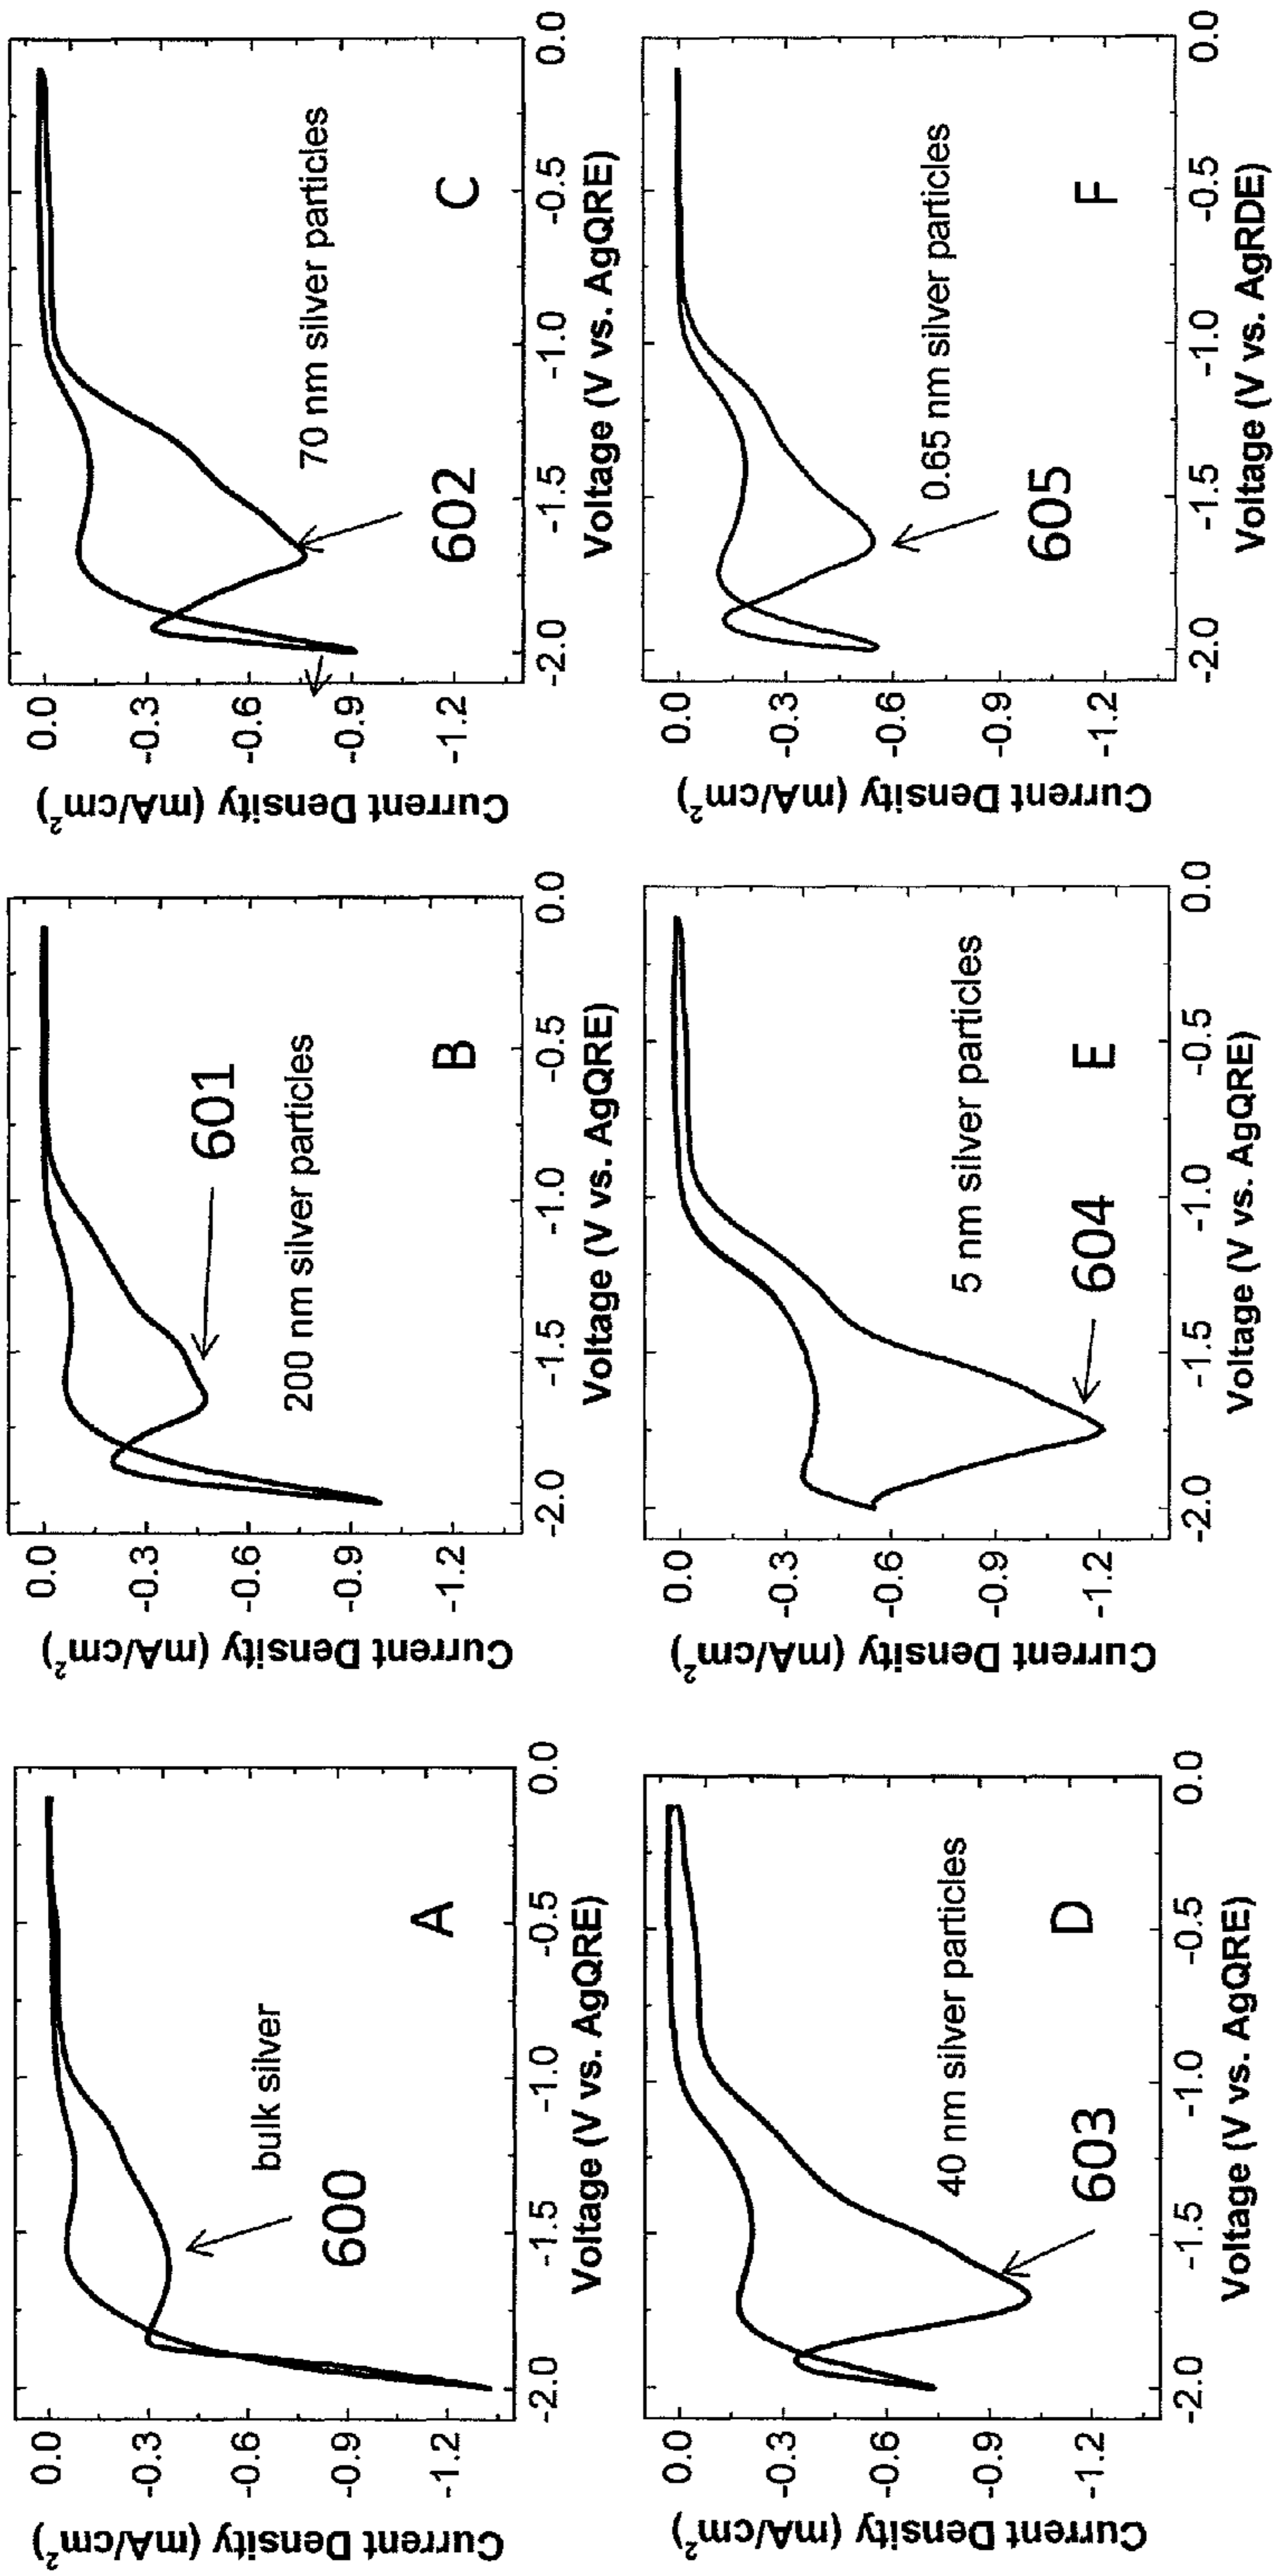 Current Density (mA/cm²)
0.0
-0.3
-0.6
-0.9
-1.2
600
bulk silver
A
-2.0 -1.5 -1.0 -0.5 0.0
Voltage (V vs. AgQRE)
Current Density (mA/cm²)
0.0
-0.3
-0.6
-0.9
-1.2
601
200 nm silver particles
B
-2.0 -1.5 -1.0 -0.5 0.0
Voltage (V vs. AgQRE)
Current Density (mA/cm²)
0.0
-0.3
-0.6
-0.9
-1.2
70 nm silver particles
602
C
-2.0 -1.5 -1.0 -0.5 0.0
Voltage (V vs. AgQRE)
Current Density (mA/cm²)
0.0
-0.3
-0.6
-0.9
-1.2
40 nm silver particles
603
D
-2.0 -1.5 -1.0 -0.5 0.0
Voltage (V vs. AgQRE)
Current Density (mA/cm²)
0.0
-0.3
-0.6
-0.9
-1.2
5 nm silver particles
604
E
-2.0 -1.5 -1.0 -0.5 0.0
Voltage (V vs. AgQRE)
Current Density (mA/cm²)
0.0
-0.3
-0.6
-0.9
-1.2
0.65 nm silver particles
605
F
-2.0 -1.5 -1.0 -0.5 0.0
Voltage (V vs. AgRDE)